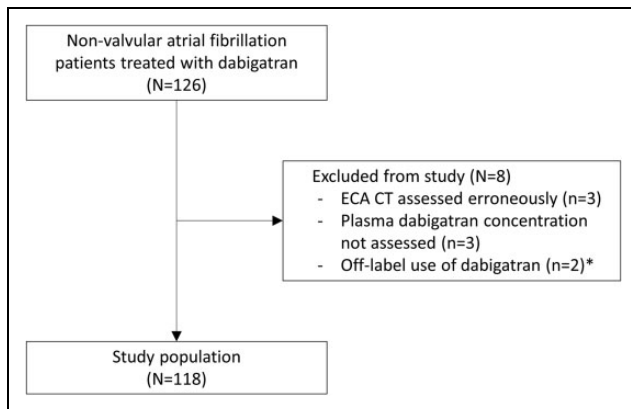 Non-valvular atrial fibrillation
patients treated with dabigatran
(N=126)
Excluded from study (N=8)
- ECA CT assessed erroneously (n=3)
- Plasma dabigatran concentration
not assessed (n=3)
- Off-label use of dabigatran (n=2)*
Study population
(N=118)